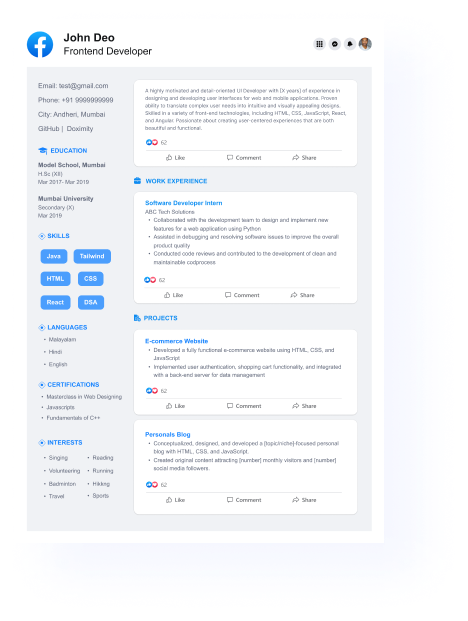 John Deo
Frontend Developer
Email: test@gmail.com
Phone: +91 9999999999
City: Andheri, Mumbai
GitHub | Doximity
EDUCATION
Model School, Mumbai
H.Sc (XII)
Mar 2017- Mar 2019
Mumbai University
Secondary (X)
Mar 2019
SKILLS
Java Tailwind
HTML CSS
React DSA
LANGUAGES
• Malayalam
• Hindi
• English
CERTIFICATIONS
• Masterclass in Web Designing
• Javascripts
• Fundamentals of C++
INTERESTS
• Singing • Reading
• Volunteering • Running
• Badminton • Hiking
• Travel • Sports
A highly motivated and detail-oriented UI Developer with [X years] of experience in
designing and developing user interfaces for web and mobile applications. Proven
ability to translate complex user needs into intuitive and visually appealing designs.
Skilled in a variety of front-end technologies, including HTML, CSS, JavaScript, React,
and Angular. Passionate about creating user-centered experiences that are both
beautiful and functional.
62
Like Comment Share
WORK EXPERIENCE
Software Developer Intern
ABC Tech Solutions
• Collaborated with the development team to design and implement new
features for a web application using Python
• Assisted in debugging and resolving software issues to improve the overall
product quality
• Conducted code reviews and contributed to the development of clean and
maintainable codprocess
62
Like Comment Share
PROJECTS
E-commerce Website
• Developed a fully functional e-commerce website using HTML, CSS, and
JavaScript
• Implemented user authentication, shopping cart functionality, and integrated
with a back-end server for data management
62
Like Comment Share
Personals Blog
• Conceptualized, designed, and developed a [topic/niche]-focused personal
blog with HTML, CSS, and JavaScript.
• Created original content attracting [number] monthly visitors and [number]
social media followers.
62
Like Comment Share